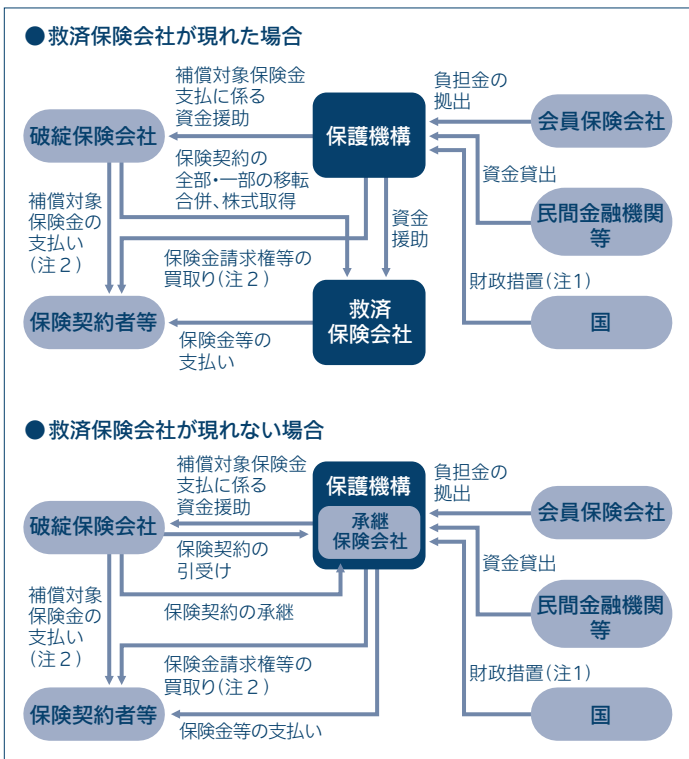 ●救済保険会社が現れた場合
補償対象保険金
支払に係る
資金援助
負担金の
拠出
破綻保険会社
保護機構
会員保険会社
保険契約の
全部・一部の移転
合併、株式取得
資金貸出
補償対象
保険金の
支払い
(注2)
資金
援助
民間金融機関
等
保険金請求権等の
買取り(注2)
財政措置(注1)
保険契約者等
救済
保険会社
国
保険金等の
支払い
●救済保険会社が現れない場合
補償対象保険金
支払に係る
資金援助
負担金の
拠出
保護機構
破綻保険会社
承継
保険会社
会員保険会社
保険契約の
引受け
資金貸出
補償対象
保険金の
支払い
(注2)
保険契約の承継
民間金融機関
等
保険金請求権等の
買取り(注2)
財政措置(注1)
保険契約者等
国
保険金等の支払い